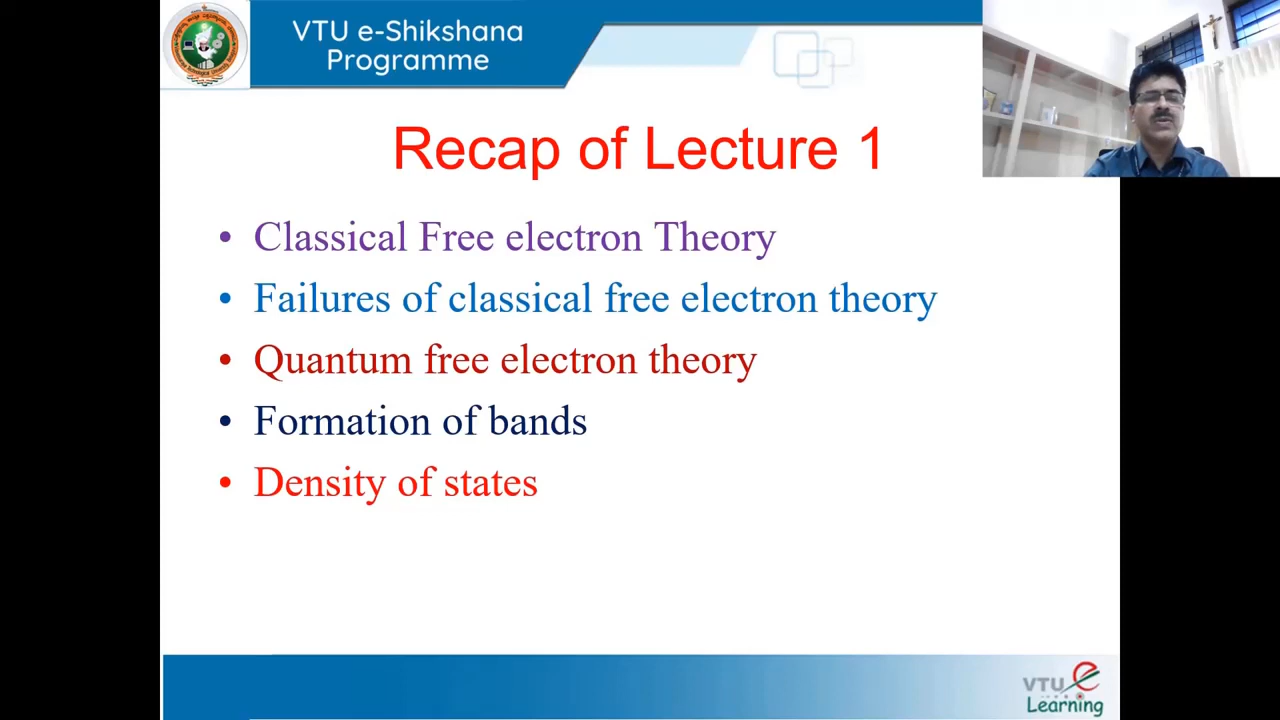 VTU e-Shikshana
Programme
Recap of Lecture 1
• Classical Free electron Theory
• Failures of classical free electron theory
• Quantum free electron theory
• Formation of bands
• Density of states
VTU e
Learning